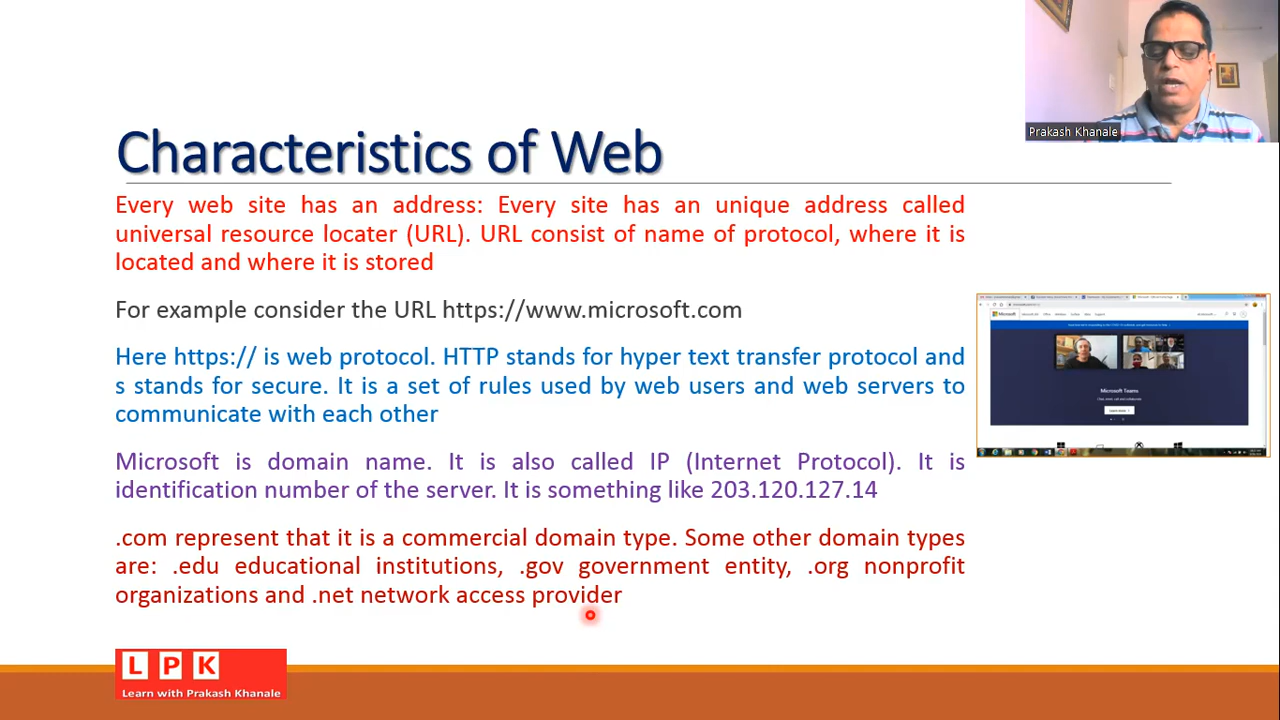 Prakash Khanale
Characteristics of Web
Every web site has an address: Every site has an unique address called
universal resource locater (URL). URL consist of name of protocol, where it is
located and where it is stored
For example consider the URL https://www.microsoft.com
Here https:// is web protocol. HTTP stands for hyper text transfer protocol and
s stands for secure. It is a set of rules used by web users and web servers to
communicate with each other
Microsoft is domain name. It is also called IP (Internet Protocol). It is
identification number of the server. It is something like 203.120.127.14
.com represent that it is a commercial domain type. Some other domain types
are: .edu educational institutions, .gov government entity, .org nonprofit
organizations and .net network access provider
Microsoft
Microsoft Teams
L P K
Learn with Prakash Khanale